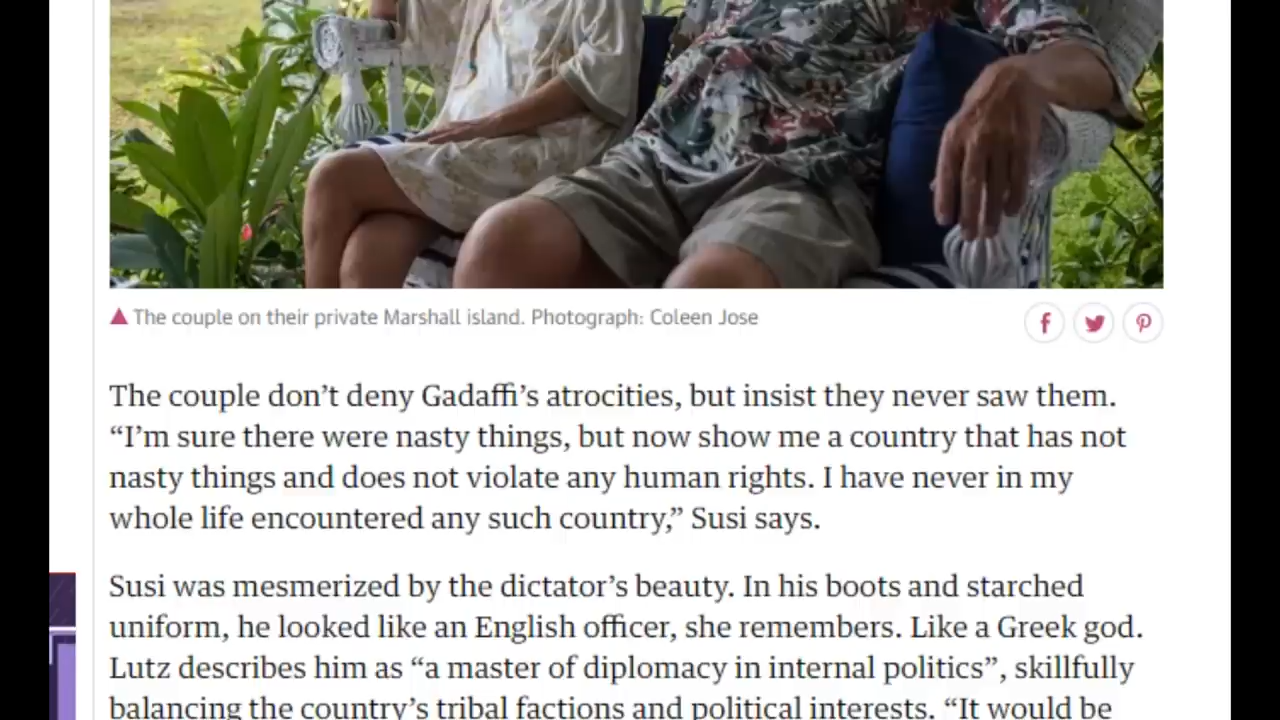 The couple on their private Marshall island. Photograph: Coleen Jose
The couple don’t deny Gadaffi’s atrocities, but insist they never saw them.
“I’m sure there were nasty things, but now show me a country that has not
nasty things and does not violate any human rights. I have never in my
whole life encountered any such country,” Susi says.
Susi was mesmerized by the dictator’s beauty. In his boots and starched
uniform, he looked like an English officer, she remembers. Like a Greek god.
Lutz describes him as “a master of diplomacy in internal politics”, skillfully
balancing the country’s tribal factions and political interests. “It would be